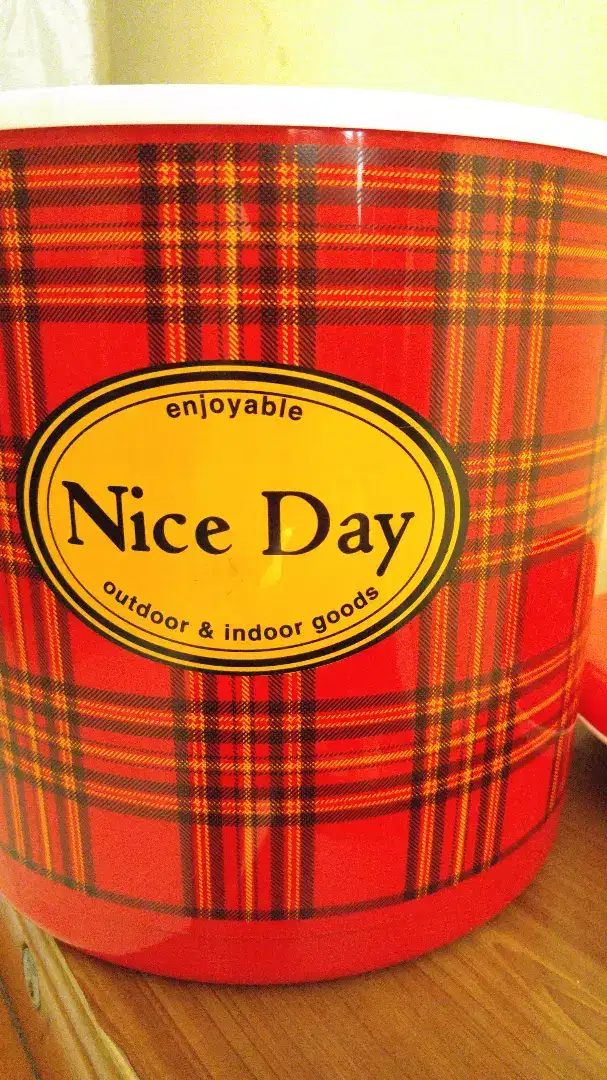 enjoyable
Nice Day
outdoor & indoor goods